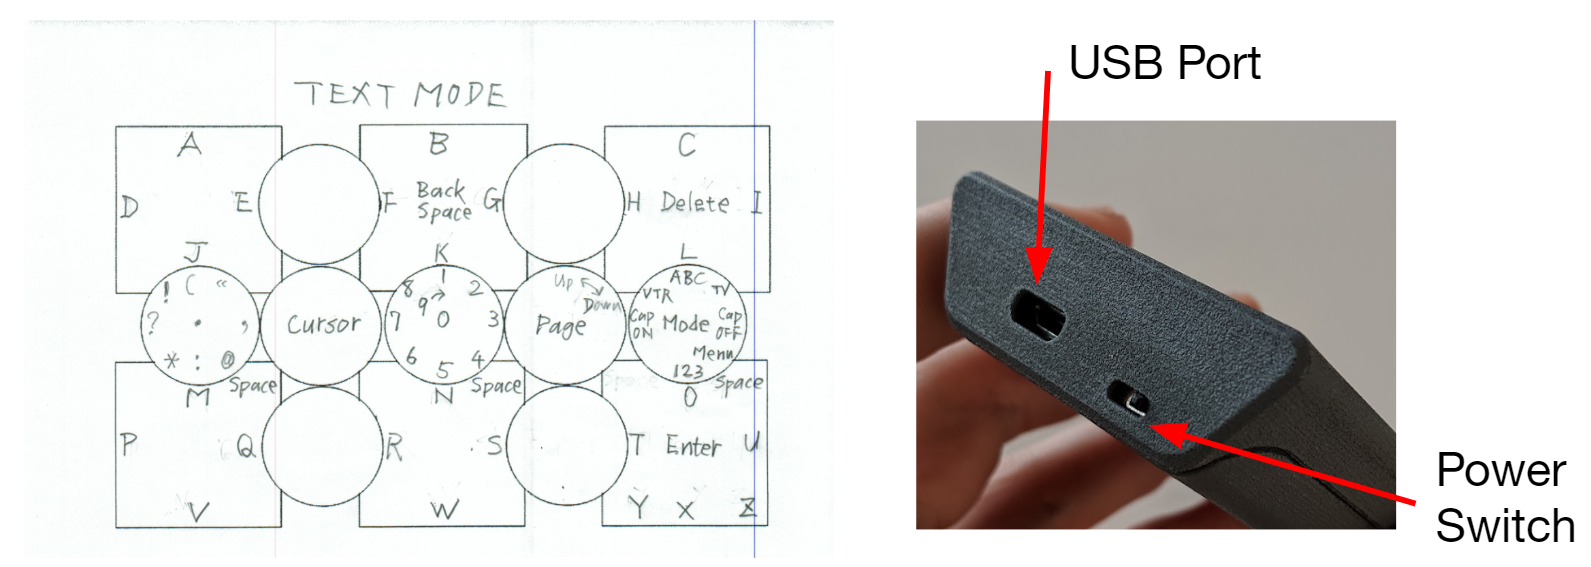 TEXT MODE
A B C
D E F Back Space G H Delete I
J K L
! ( “ ? . , * : @
Cursor
8 1 2 9 7 0 3 6 5 4
Page Up Down
ABC VTR TV Cap ON Mode Cap OFF Menu 123
M Space N Space Space O Space
P Q R S T Enter U
V W Y X Z
USB Port
Power
Switch